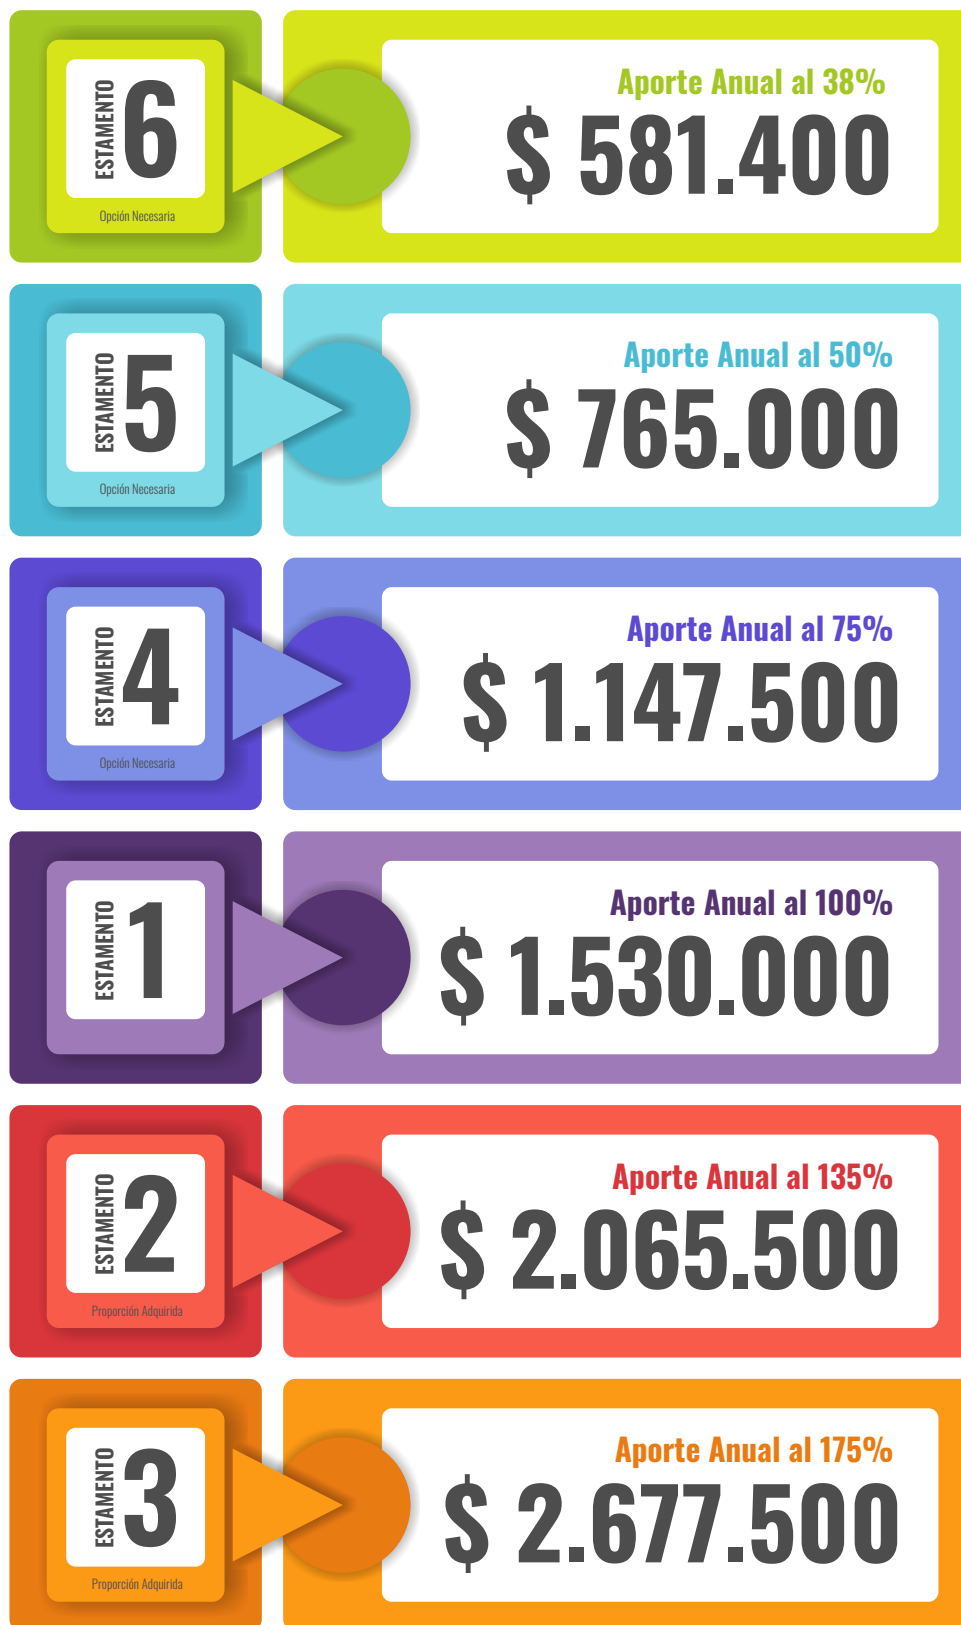 ESTAMENTO 6
Opción Necesaria
Aporte Anual al 38%
$ 581.400
ESTAMENTO 5
Opción Necesaria
Aporte Anual al 50%
$ 765.000
ESTAMENTO 4
Opción Necesaria
Aporte Anual al 75%
$ 1.147.500
ESTAMENTO 1
Aporte Anual al 100%
$ 1.530.000
ESTAMENTO 2
Proporción Adquirida
Aporte Anual al 135%
$ 2.065.500
ESTAMENTO 3
Proporción Adquirida
Aporte Anual al 175%
$ 2.677.500